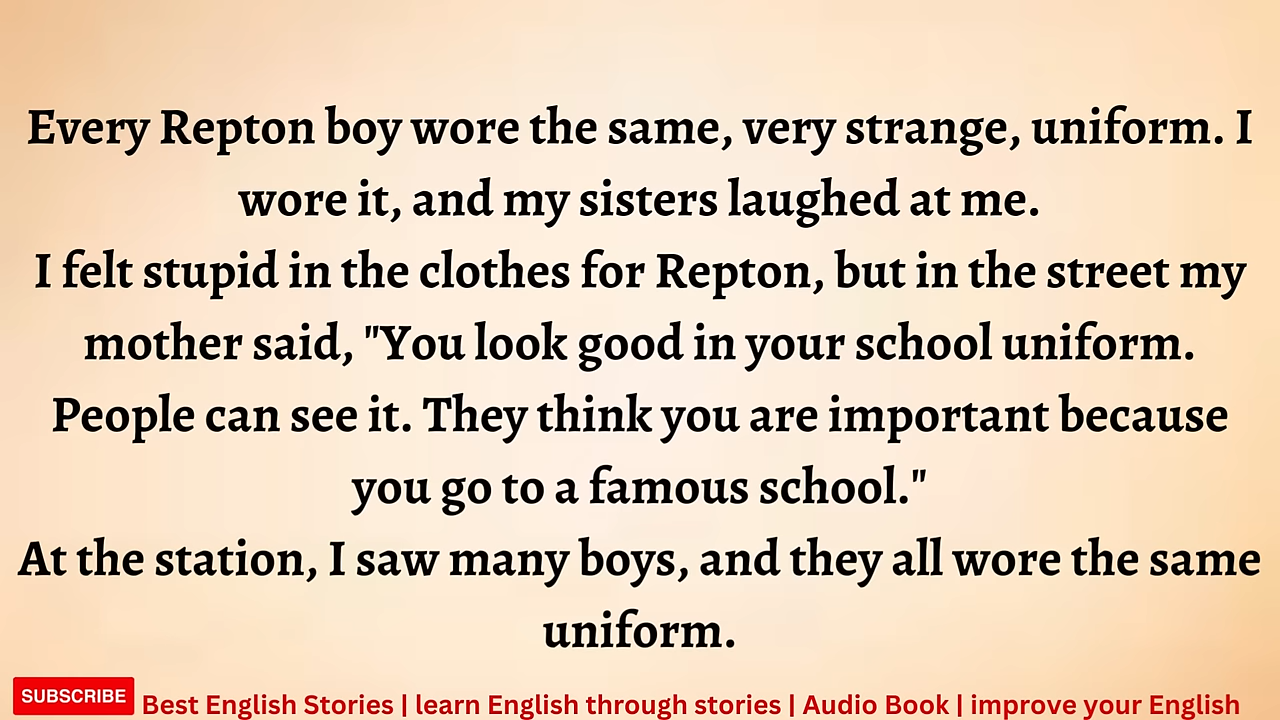 Every Repton boy wore the same, very strange, uniform. I
wore it, and my sisters laughed at me.
I felt stupid in the clothes for Repton, but in the street my
mother said, "You look good in your school uniform.
People can see it. They think you are important because
you go to a famous school."
At the station, I saw many boys, and they all wore the same
uniform.
SUBSCRIBE
Best English Stories | learn English through stories | Audio Book | improve your English